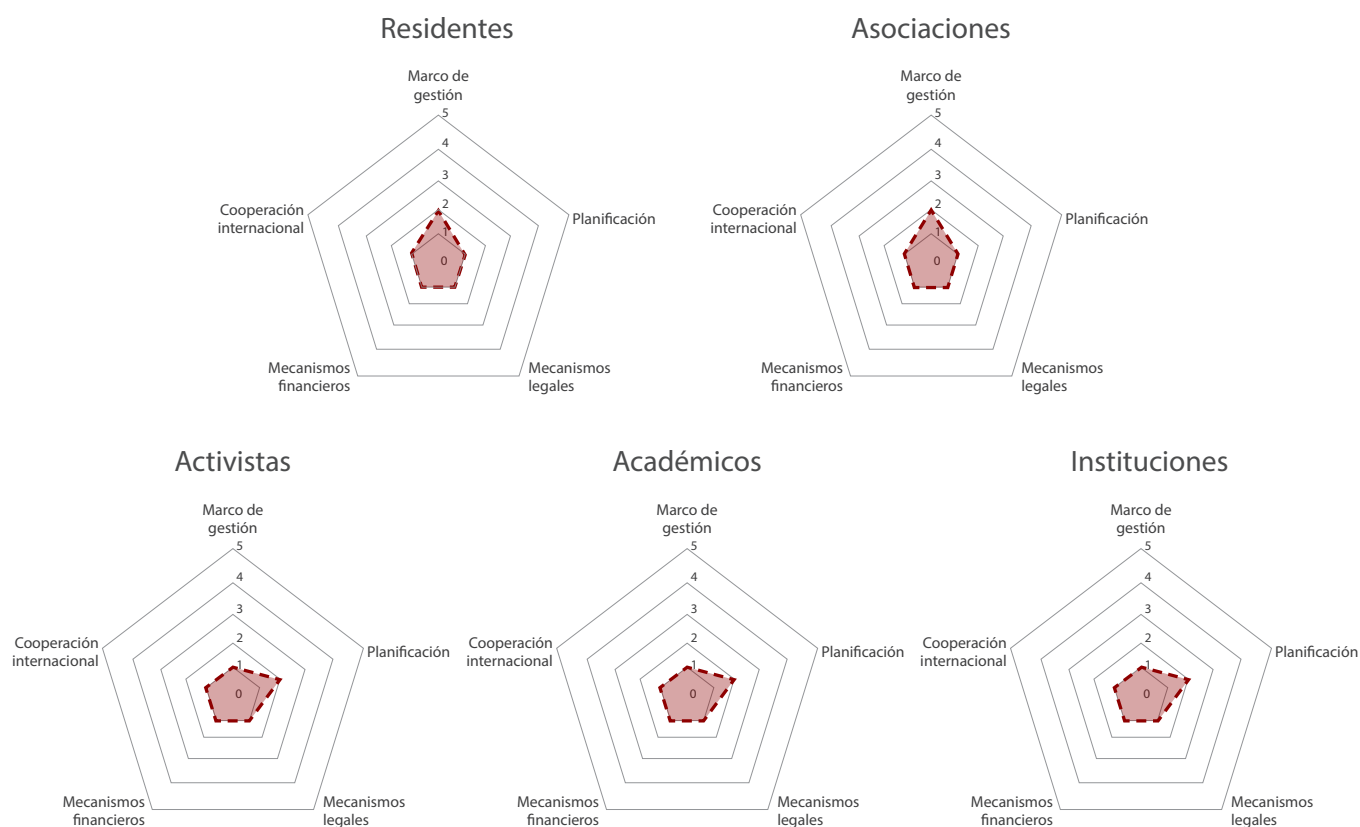 Residentes
Marco de
gestión
5
4
3
2
1
0
Cooperación
internacional
Planificación
Mecanismos
financieros
Mecanismos
legales
Asociaciones
Marco de
gestión
5
4
3
2
1
0
Cooperación
internacional
Planificación
Mecanismos
financieros
Mecanismos
legales
Activistas
Marco de
gestión
5
4
3
2
1
0
Cooperación
internacional
Planificación
Mecanismos
financieros
Mecanismos
legales
Académicos
Marco de
gestión
5
4
3
2
1
0
Cooperación
internacional
Planificación
Mecanismos
financieros
Mecanismos
legales
Instituciones
Marco de
gestión
5
4
3
2
1
0
Cooperación
internacional
Planificación
Mecanismos
financieros
Mecanismos
legales